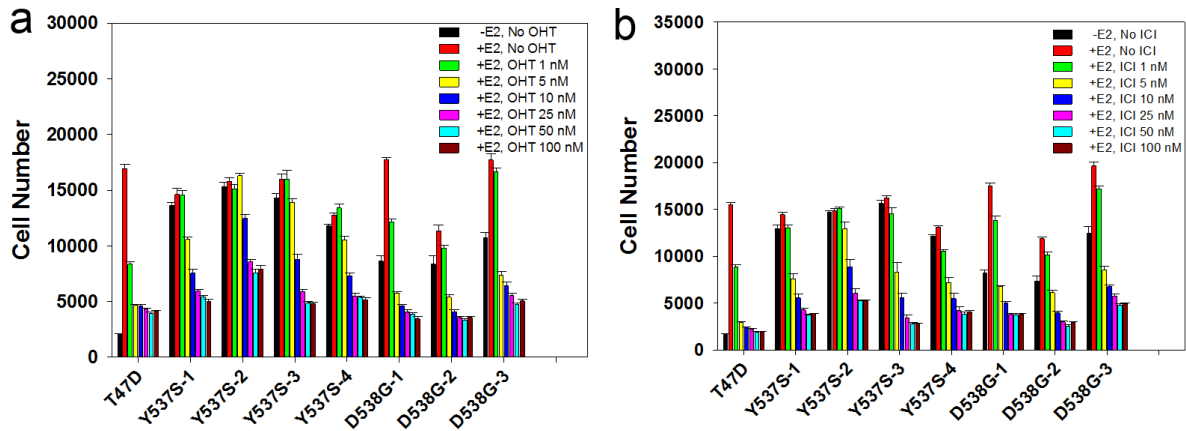 a
30000
25000
20000
15000
10000
5000
0
Cell Number
-E2, No OHT
+E2, No OHT
+E2, OHT 1 nM
+E2, OHT 5 nM
+E2, OHT 10 nM
+E2, OHT 25 nM
+E2, OHT 50 nM
+E2, OHT 100 nM
T47D
Y537S-1
Y537S-2
Y537S-3
Y537S-4
D538G-1
D538G-2
D538G-3
b
35000
30000
25000
20000
15000
10000
5000
0
Cell Number
-E2, No ICI
+E2, No ICI
+E2, ICI 1 nM
+E2, ICI 5 nM
+E2, ICI 10 nM
+E2, ICI 25 nM
+E2, ICI 50 nM
+E2, ICI 100 nM
T47D
Y537S-1
Y537S-2
Y537S-3
Y537S-4
D538G-1
D538G-2
D538G-3